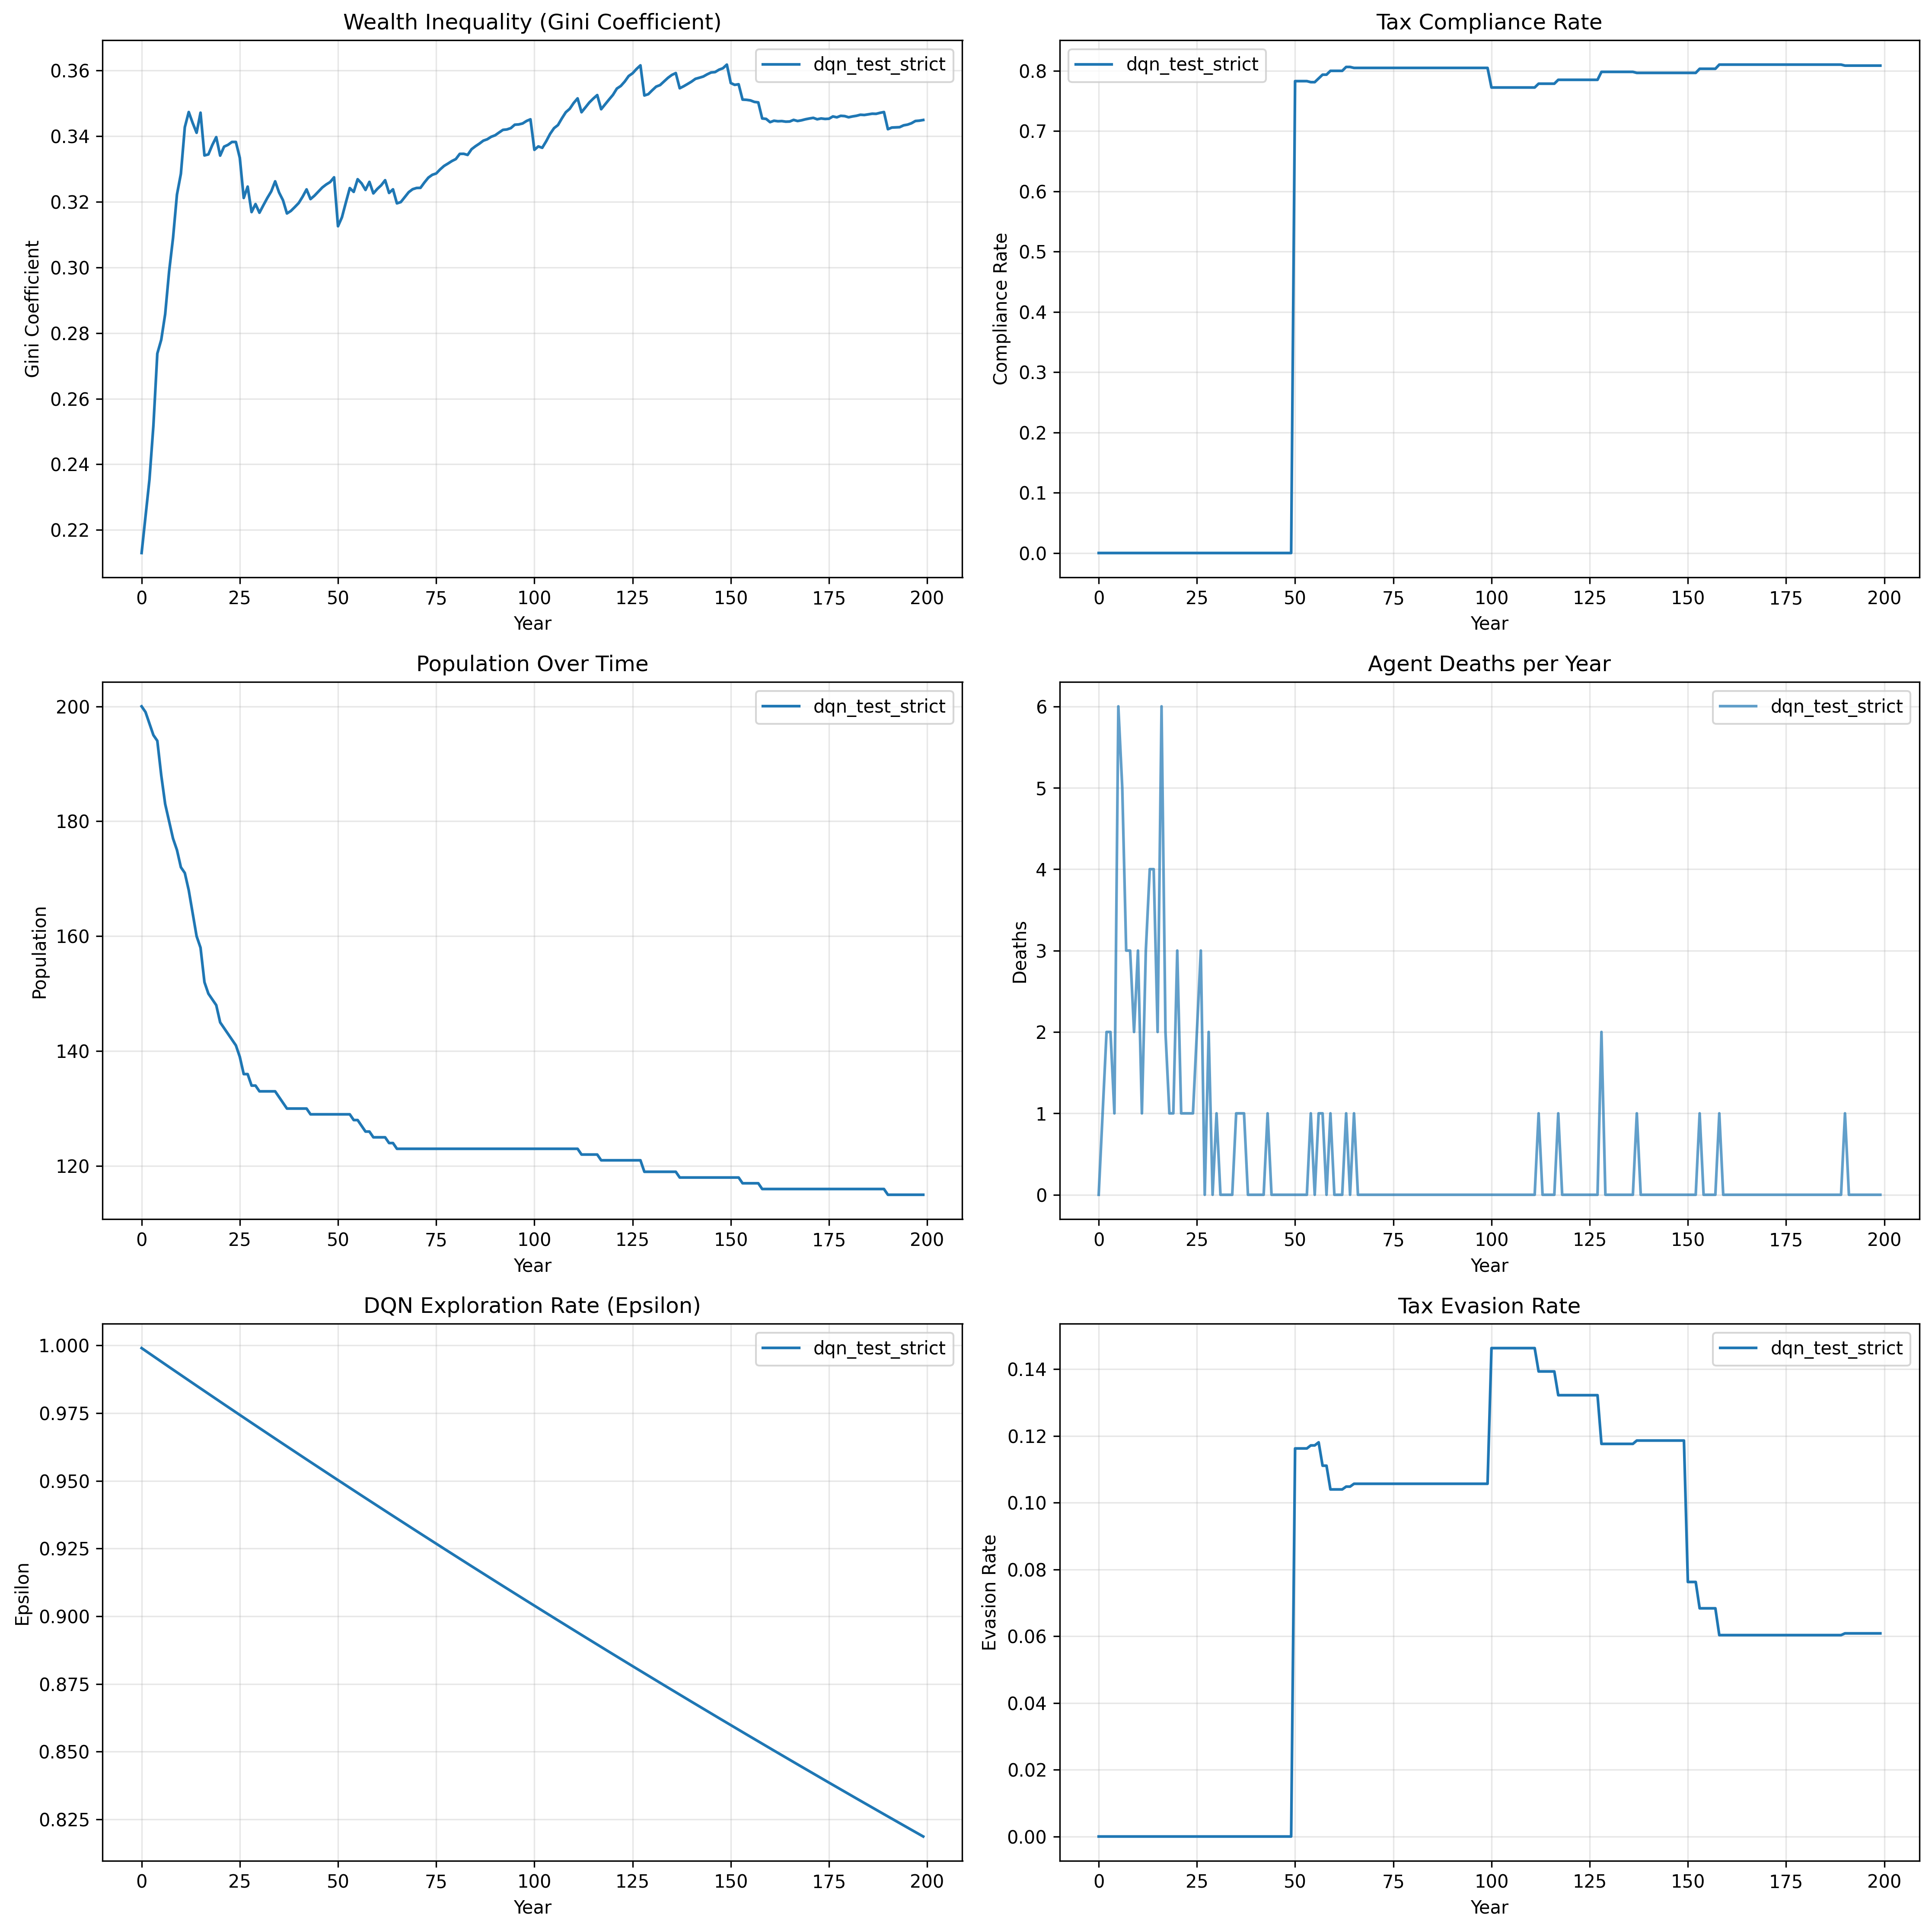 Wealth Inequality (Gini Coefficient)
dqn_test_strict
0.36
0.34
0.32
0.30
0.28
0.26
0.24
0.22
Gini Coefficient
0 25 50 75 100 125 150 175 200
Year
Tax Compliance Rate
dqn_test_strict
0.8
0.7
0.6
0.5
0.4
0.3
0.2
0.1
0.0
Compliance Rate
0 25 50 75 100 125 150 175 200
Year
Population Over Time
dqn_test_strict
200
180
160
140
120
Population
0 25 50 75 100 125 150 175 200
Year
Agent Deaths per Year
dqn_test_strict
6
5
4
3
2
1
0
Deaths
0 25 50 75 100 125 150 175 200
Year
DQN Exploration Rate (Epsilon)
dqn_test_strict
1.000
0.975
0.950
0.925
0.900
0.875
0.850
0.825
Epsilon
0 25 50 75 100 125 150 175 200
Year
Tax Evasion Rate
dqn_test_strict
0.14
0.12
0.10
0.08
0.06
0.04
0.02
0.00
Evasion Rate
0 25 50 75 100 125 150 175 200
Year